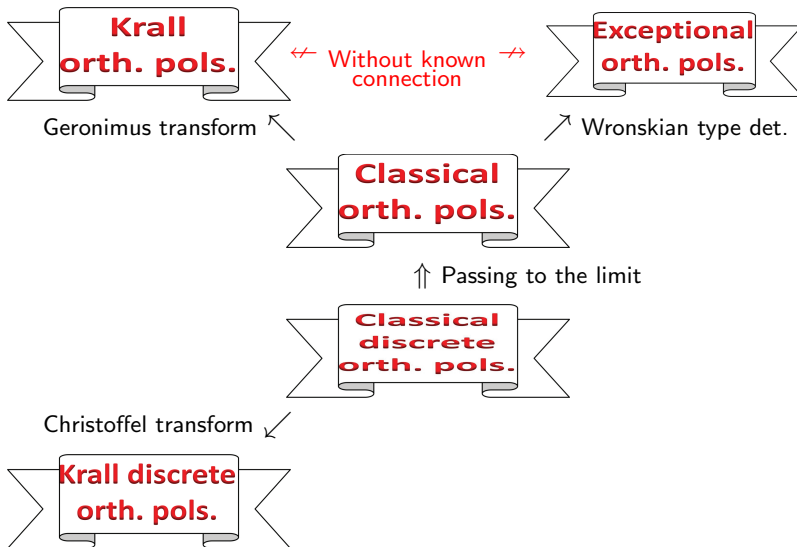 Krall
orth. pols.
↚ Without known ↛
connection
Exceptional
orth. pols.
Geronimus transform ↖
↗ Wronskian type det.
Classical
orth. pols.
⇑ Passing to the limit
Classical
discrete
orth. pols.
Christoffel transform ↙
Krall discrete
orth. pols.